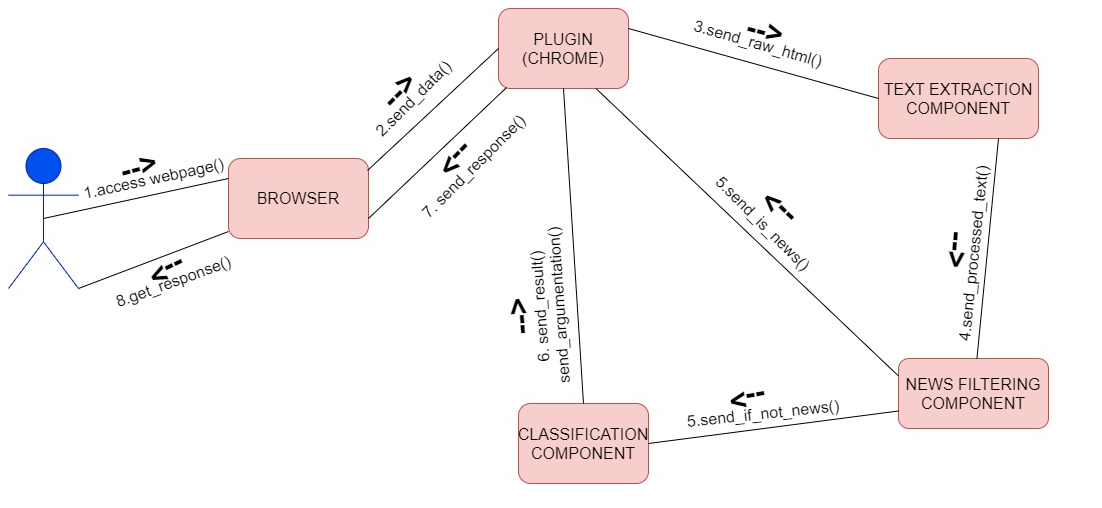 PLUGIN
(CHROME)
3.send_raw_html()
TEXT EXTRACTION
COMPONENT
2.send_data()
1.access webpage()
BROWSER
7. send_response()
8.get_response()
5.send_is_news()
4.send_processed_text()
6. send_result()
send_argumentation()
NEWS FILTERING
COMPONENT
5.send_if_not_news()
CLASSIFICATION
COMPONENT